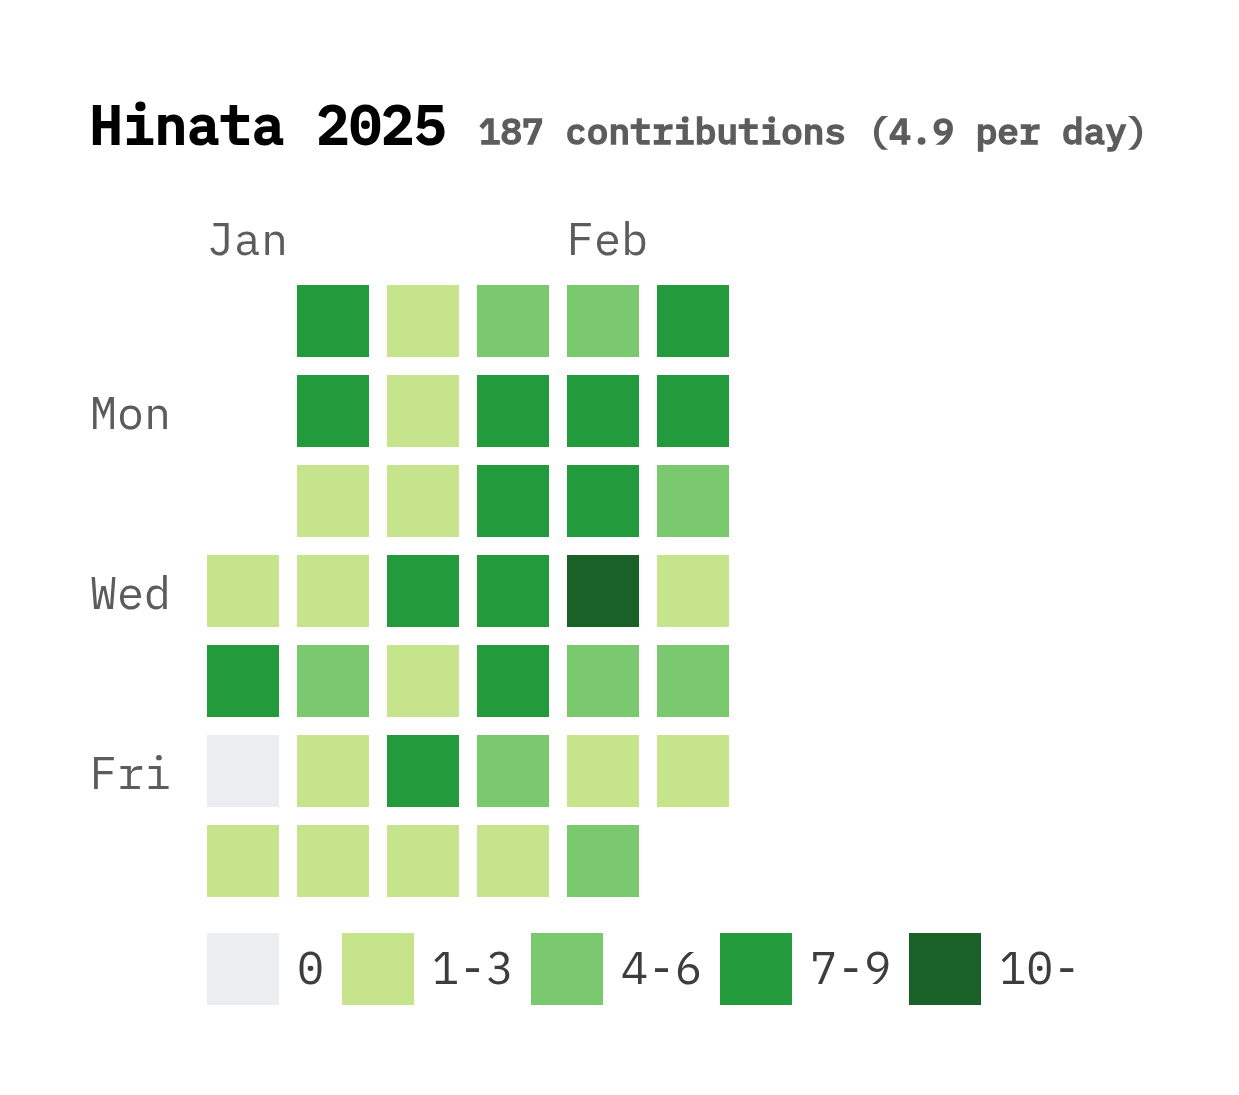 Hinata 2025 187 contributions (4.9 per day)
Jan Feb
Mon
Wed
Fri
0 1-3 4-6 7-9 10-